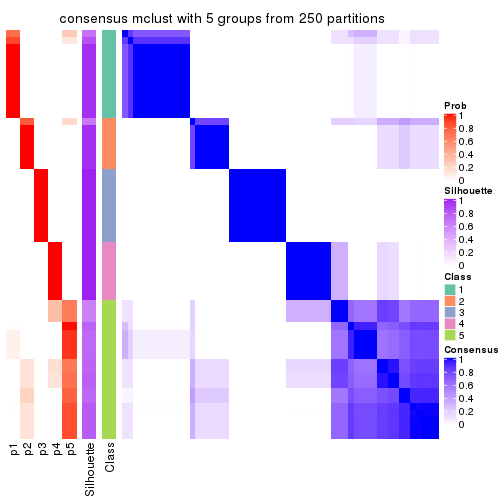 consensus mclust with 5 groups from 250 partitions
Prob
1
0.8
0.6
0.4
0.2
0
Silhouette
1
0.8
0.6
0.4
0.2
0
Class
1
2
3
4
5
Consensus
1
0.8
0.6
0.4
0.2
0
p1
p2
p3
p4
p5
Silhouette
Class